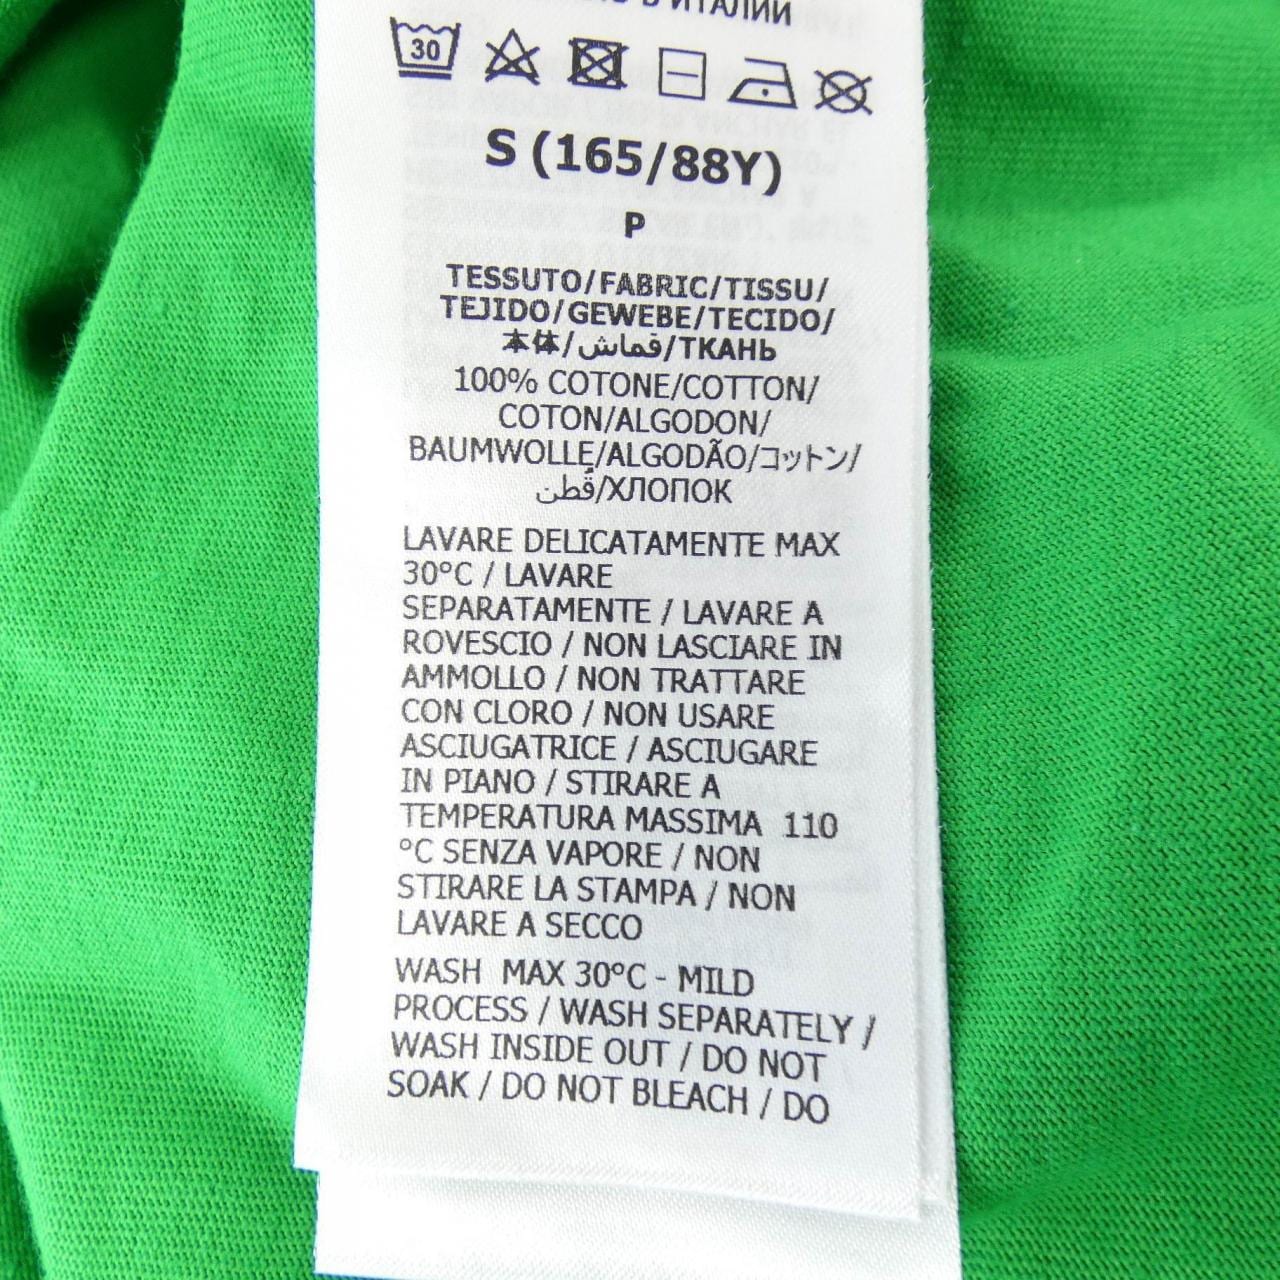 В ИТАЛИИ
30
S (165/88Y)
P
TESSUTO/FABRIC/TISSU/
TEJIDO/GEWEBE/TECIDO/
本体/قماش/ТКАНЬ
100% COTONE/COTTON/
COTON/ALGODON/
BAUMWOLLE/ALGODÃO/コットン/
قطن/ХЛОПОК
LAVARE DELICATAMENTE MAX
30°C / LAVARE
SEPARATAMENTE / LAVARE A
ROVESCIO / NON LASCIARE IN
AMMOLLO / NON TRATTARE
CON CLORO / NON USARE
ASCIUGATRICE / ASCIUGARE
IN PIANO / STIRARE A
TEMPERATURA MASSIMA 110
°C SENZA VAPORE / NON
STIRARE LA STAMPA / NON
LAVARE A SECCO
WASH MAX 30°C - MILD
PROCESS / WASH SEPARATELY /
WASH INSIDE OUT / DO NOT
SOAK / DO NOT BLEACH / DO